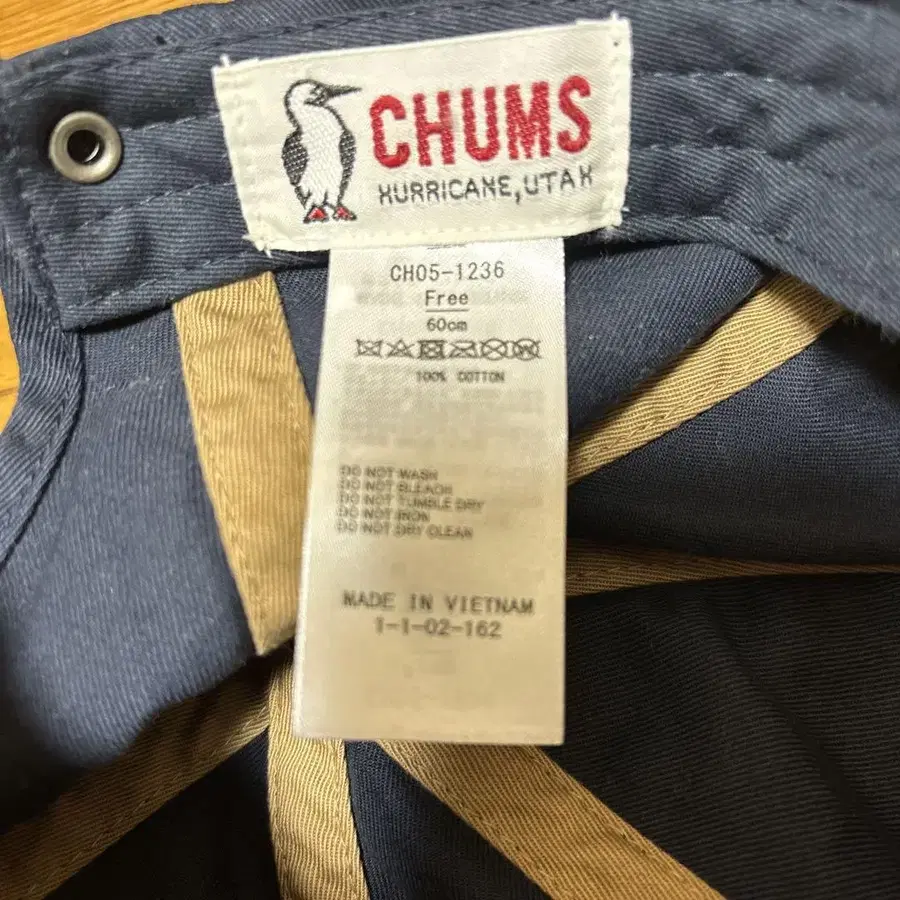 CHUMS
HURRICANE, UTAH
CH05-1236
Free
60cm
100% COTTON
DO NOT WASH
DO NOT BLEACH
DO NOT TUMBLE DRY
DO NOT IRON
DO NOT DRY CLEAN
MADE IN VIETNAM
1-1-02-162